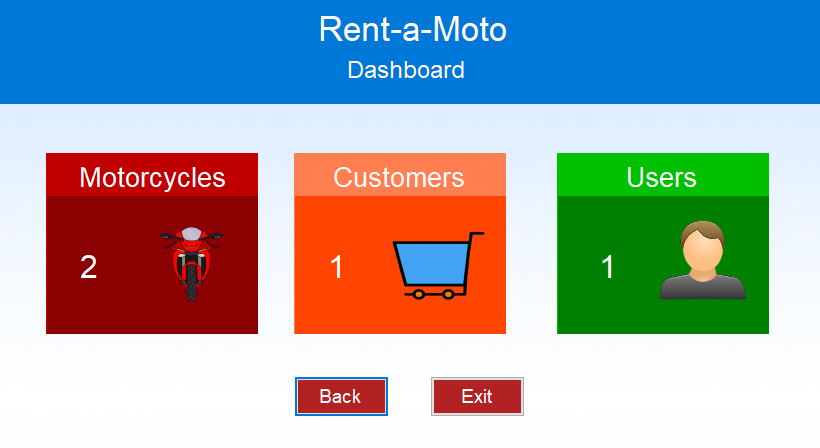 Rent-a-Moto
Dashboard
Motorcycles
Customers
Users
2
1
1
Back
Exit